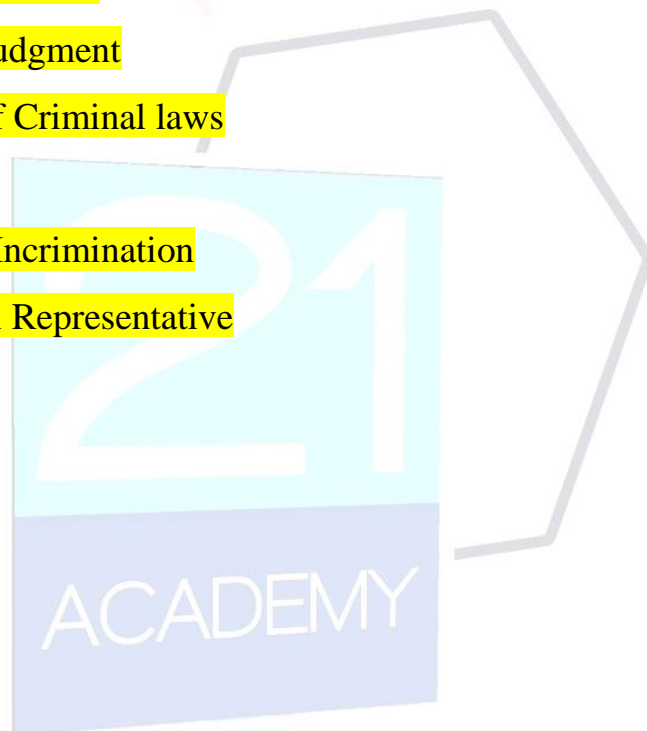 udgment
f Criminal laws
Incrimination
Representative
21
ACADEMY